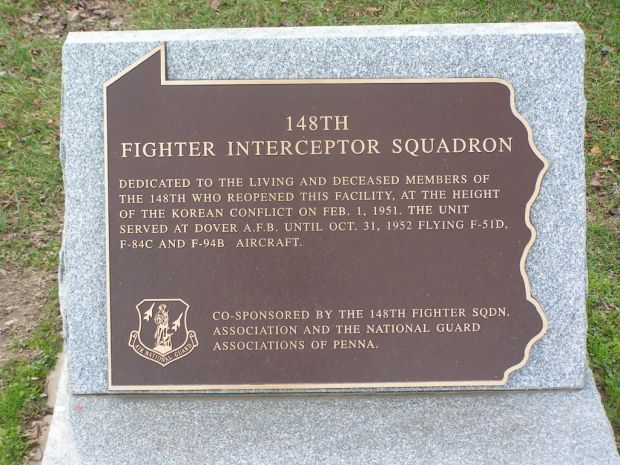 148TH
FIGHTER INTERCEPTOR SQUADRON
DEDICATED TO THE LIVING AND DECEASED MEMBERS OF
THE 148TH WHO REOPENED THIS FACILITY, AT THE HEIGHT
OF THE KOREAN CONFLICT ON FEB. 1, 1951. THE UNIT
SERVED AT DOVER A.F.B. UNTIL OCT. 31, 1952 FLYING F-51D,
F-84C AND F-94B AIRCRAFT.
CO-SPONSORED BY THE 148TH FIGHTER SQDN.
ASSOCIATION AND THE NATIONAL GUARD
ASSOCIATIONS OF PENNA.
AIR NATIONAL GUARD